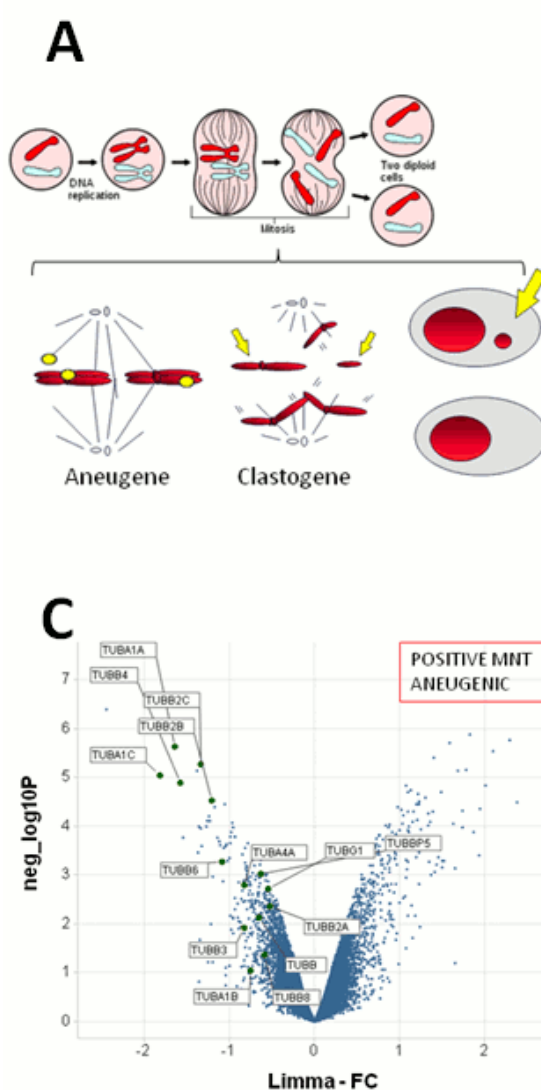 A
DNA
replication
Mitosis
Two diploid
cells
Aneugene
Clastogene
C
POSITIVE MNT
ANEUGENIC
TUBA1A
TUBB4
TUBB2C
TUBB2B
TUBA1C
TUBA4A
TUBG1
TUBBP5
TUBB6
TUBB2A
TUBB3
TUBB
TUBA1B
TUBB8
neg_log10P
7
6
5
4
3
2
1
0
-2
-1
0
1
2
Limma - FC